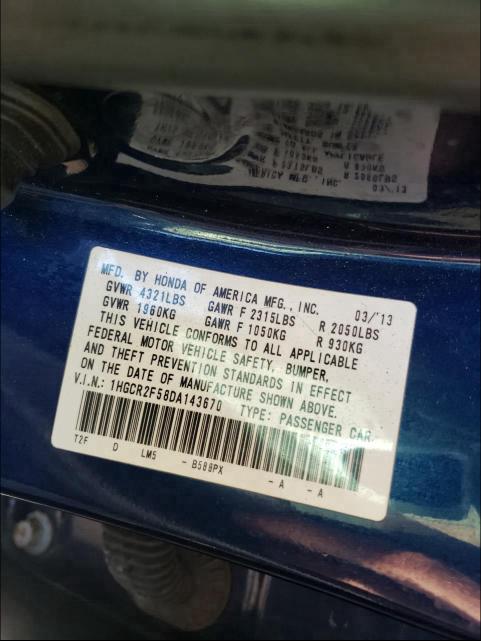 MFD. BY HONDA OF AMERICA MFG., INC. 03/'13
GVWR 4321LBS GAWR F 2315LBS R 2050LBS
GVWR 1960KG GAWR F 1050KG R 930KG
THIS VEHICLE CONFORMS TO ALL APPLICABLE
FEDERAL MOTOR VEHICLE SAFETY, BUMPER,
AND THEFT PREVENTION STANDARDS IN EFFECT
ON THE DATE OF MANUFACTURE SHOWN ABOVE.
V.I.N.: 1HGCR2F58DA143670 TYPE: PASSENGER CAR
T2F D LM5 - B588PX - A - A